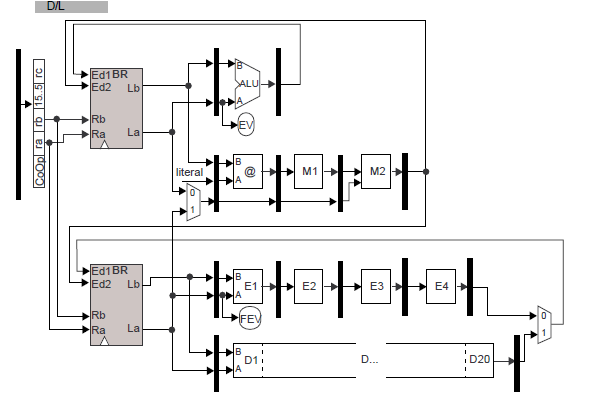 D/L
rc
15..5
rb
ra
CoOp
Ed1 BR
Ed2
Lb
Rb
Ra
La
B
ALU
A
EV
literal
0
1
B
@
A
M1
M2
Ed1 BR
Ed2
Lb
Rb
Ra
La
B
E1
A
E2
E3
E4
FEV
0
1
B
D1
A
D...
D20